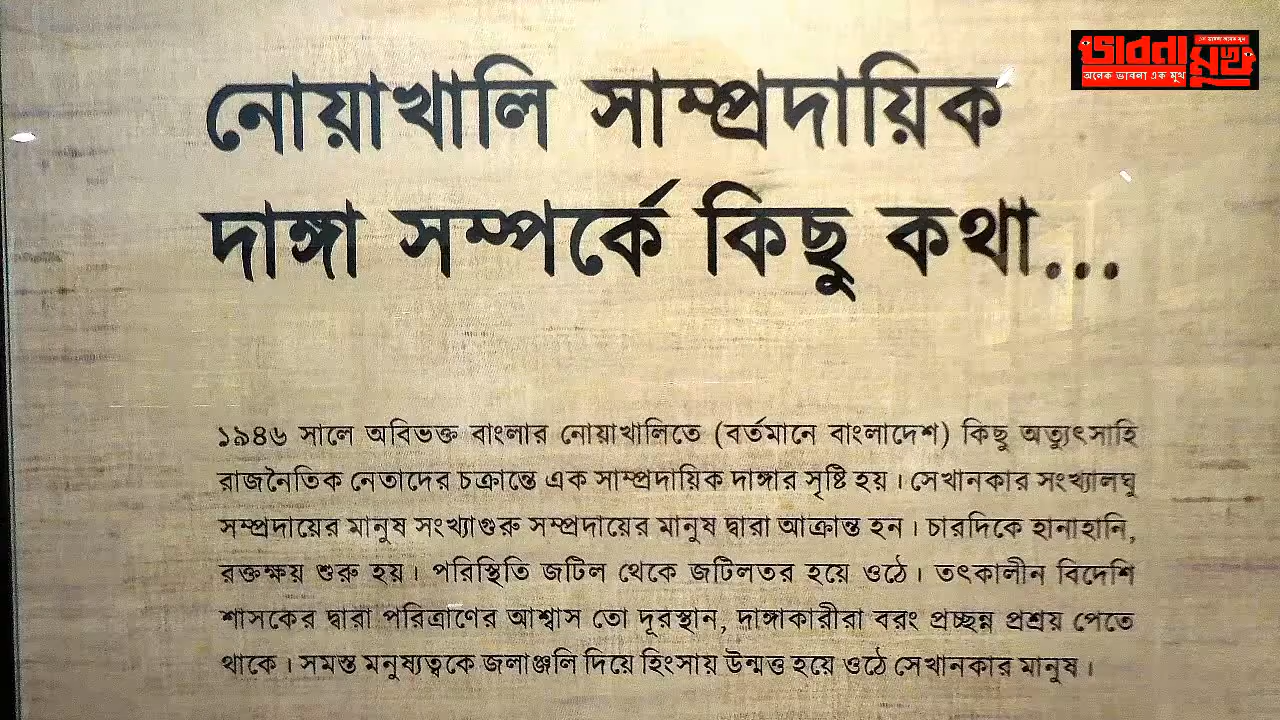 ভাবনা মুখ
এক ভাবনা অনেক মুখ
অনেক ভাবনা এক মুখ
নোয়াখালি সাম্প্রদায়িক
দাঙ্গা সম্পর্কে কিছু কথা...
১৯৪৬ সালে অবিভক্ত বাংলার নোয়াখালিতে (বর্তমানে বাংলাদেশ) কিছু অত্যুৎসাহি
রাজনৈতিক নেতাদের চক্রান্তে এক সাম্প্রদায়িক দাঙ্গার সৃষ্টি হয়। সেখানকার সংখ্যালঘু
সম্প্রদায়ের মানুষ সংখ্যাগুরু সম্প্রদায়ের মানুষ দ্বারা আক্রান্ত হন। চারদিকে হানাহানি,
রক্তক্ষয় শুরু হয়। পরিস্থিতি জটিল থেকে জটিলতর হয়ে ওঠে। তৎকালীন বিদেশি
শাসকের দ্বারা পরিত্রাণের আশ্বাস তো দূরস্থান, দাঙ্গাকারীরা বরং প্রচ্ছন্ন প্রশ্রয় পেতে
থাকে। সমস্ত মনুষ্যত্বকে জলাঞ্জলি দিয়ে হিংসায় উন্মত্ত হয়ে ওঠে সেখানকার মানুষ।